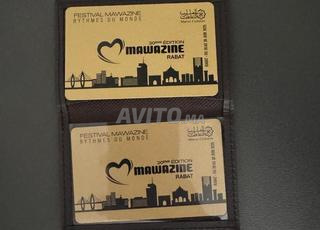 FESTIVAL MAWAZINE
RYTHMES DU MONDE
20ÈME ÉDITION
MAWAZINE
RABAT
AVITO.ma
FESTIVAL MAWAZINE
RYTHMES DU MONDE
20ÈME ÉDITION
MAWAZINE
RABAT